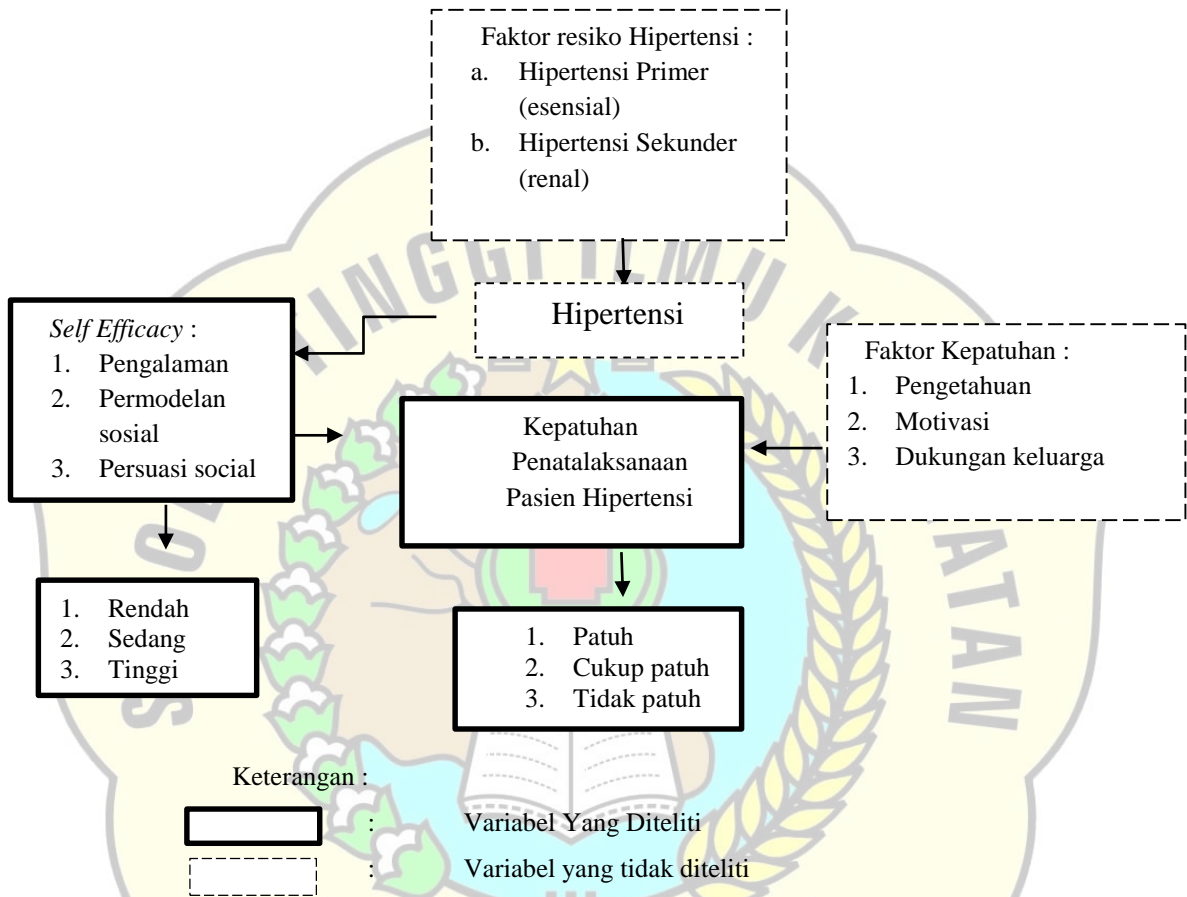 Faktor resiko Hipertensi :
a. Hipertensi Primer
(esensial)
b. Hipertensi Sekunder
(renal)
Hipertensi
Self Efficacy :
1. Pengalaman
2. Permodelan
sosial
3. Persuasi social
Faktor Kepatuhan :
1. Pengetahuan
2. Motivasi
3. Dukungan keluarga
Kepatuhan
Penatalaksanaan
Pasien Hipertensi
1. Rendah
2. Sedang
3. Tinggi
1. Patuh
2. Cukup patuh
3. Tidak patuh
Keterangan :
: Variabel Yang Diteliti
: Variabel yang tidak diteliti
TINGGI ILMU